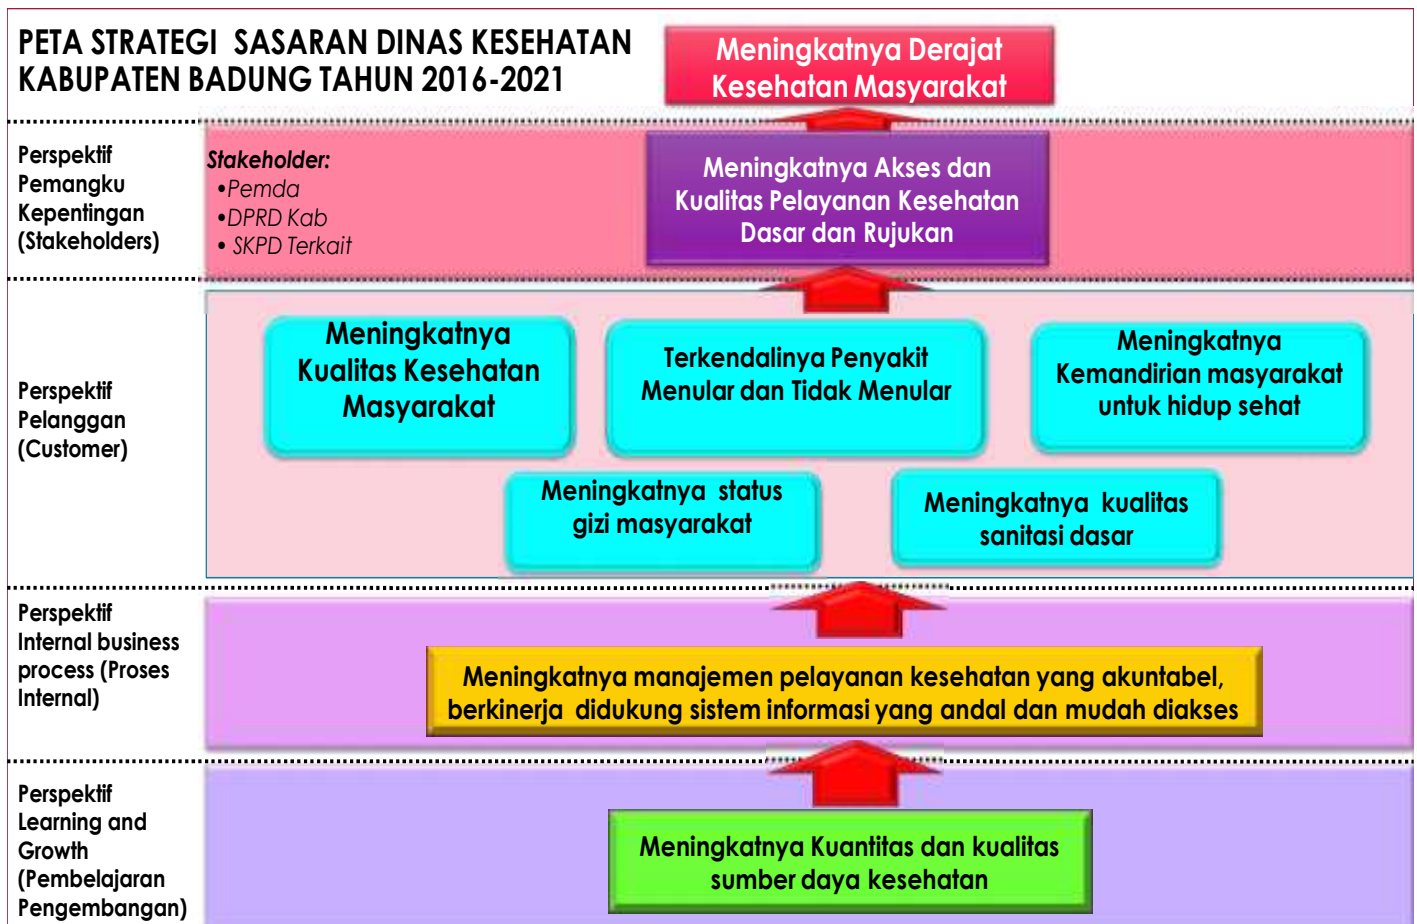 PETA STRATEGI SASARAN DINAS KESEHATAN
KABUPATEN BADUNG TAHUN 2016-2021
Meningkatnya Derajat
Kesehatan Masyarakat
Perspektif
Pemangku
Kepentingan
(Stakeholders)
Stakeholder:
•Pemda
•DPRD Kab
• SKPD Terkait
Meningkatnya Akses dan
Kualitas Pelayanan Kesehatan
Dasar dan Rujukan
Perspektif
Pelanggan
(Customer)
Meningkatnya
Kualitas Kesehatan
Masyarakat
Terkendalinya Penyakit
Menular dan Tidak Menular
Meningkatnya
Kemandirian masyarakat
untuk hidup sehat
Meningkatnya status
gizi masyarakat
Meningkatnya kualitas
sanitasi dasar
Perspektif
Internal business
process (Proses
Internal)
Meningkatnya manajemen pelayanan kesehatan yang akuntabel,
berkinerja didukung sistem informasi yang andal dan mudah diakses
Perspektif
Learning and
Growth
(Pembelajaran
Pengembangan)
Meningkatnya Kuantitas dan kualitas
sumber daya kesehatan